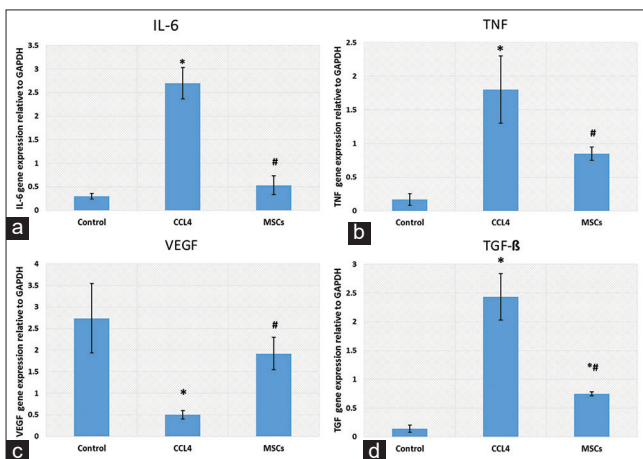 IL-6
IL-6 gene expression relative to GAPDH
3.5
3
2.5
2
1.5
1
0.5
0
*
#
Control CCL4 MSCs
a
TNF
TNF gene expression relative to GAPDH
2.5
2
1.5
1
0.5
0
*
#
Control CCL4 MSCs
b
VEGF
VEGF gene expression relative to GAPDH
4
3.5
3
2.5
2
1.5
1
0.5
0
*
#
Control CCL4 MSCs
c
TGF-ß
TGF gene expression relative to GAPDH
3
2.5
2
1.5
1
0.5
0
*
*#
Control CCL4 MSCs
d